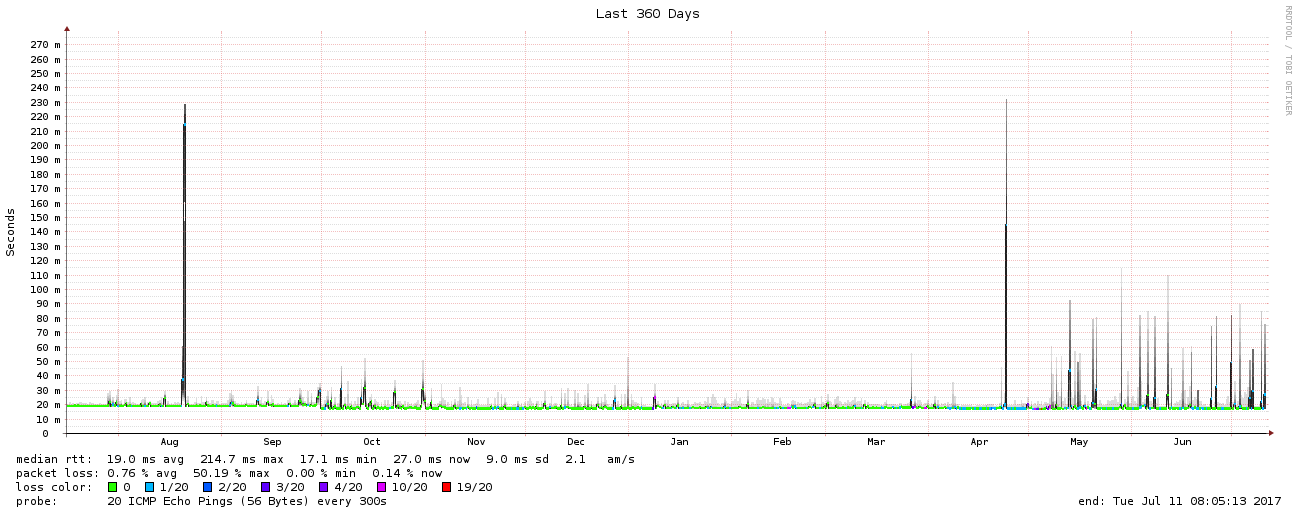 Last 360 Days
RRDTOOL / TOBI OETIKER
Seconds
270 m
260 m
250 m
240 m
230 m
220 m
210 m
200 m
190 m
180 m
170 m
160 m
150 m
140 m
130 m
120 m
110 m
100 m
90 m
80 m
70 m
60 m
50 m
40 m
30 m
20 m
10 m
0
Aug Sep Oct Nov Dec Jan Feb Mar Apr May Jun
median rtt: 19.0 ms avg 214.7 ms max 17.1 ms min 27.0 ms now 9.0 ms sd 2.1 am/s
packet loss: 0.76 % avg 50.19 % max 0.00 % min 0.14 % now
loss color: 0 1/20 2/20 3/20 4/20 10/20 19/20
probe: 20 ICMP Echo Pings (56 Bytes) every 300s end: Tue Jul 11 08:05:13 2017